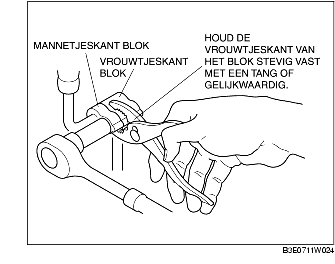 MANNETJESKANT BLOK
VROUWTJESKANT
BLOK
HOUD DE
VROUWTJESKANT VAN
HET BLOK STEVIG VAST
MET EEN TANG OF
GELIJKWAARDIG.
B3E0711W024